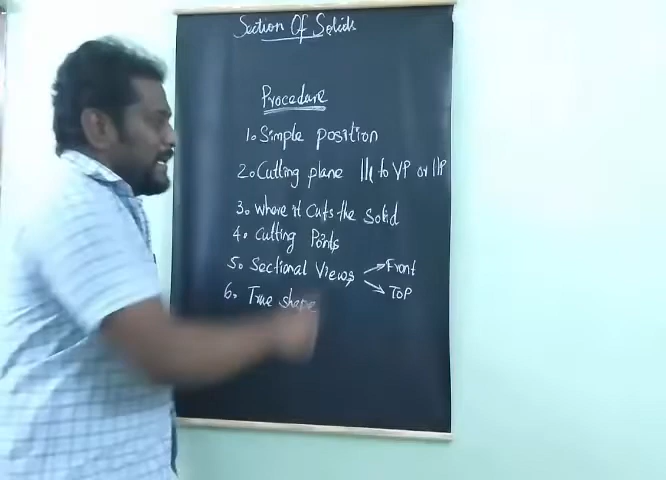 Section Of Solids
Procedure
1. Simple position
2. Cutting plane ||l to VP or HP
3. Where it Cuts the Solid
4. Cutting Points
5. Sectional Views
Front
Top
6. True shape